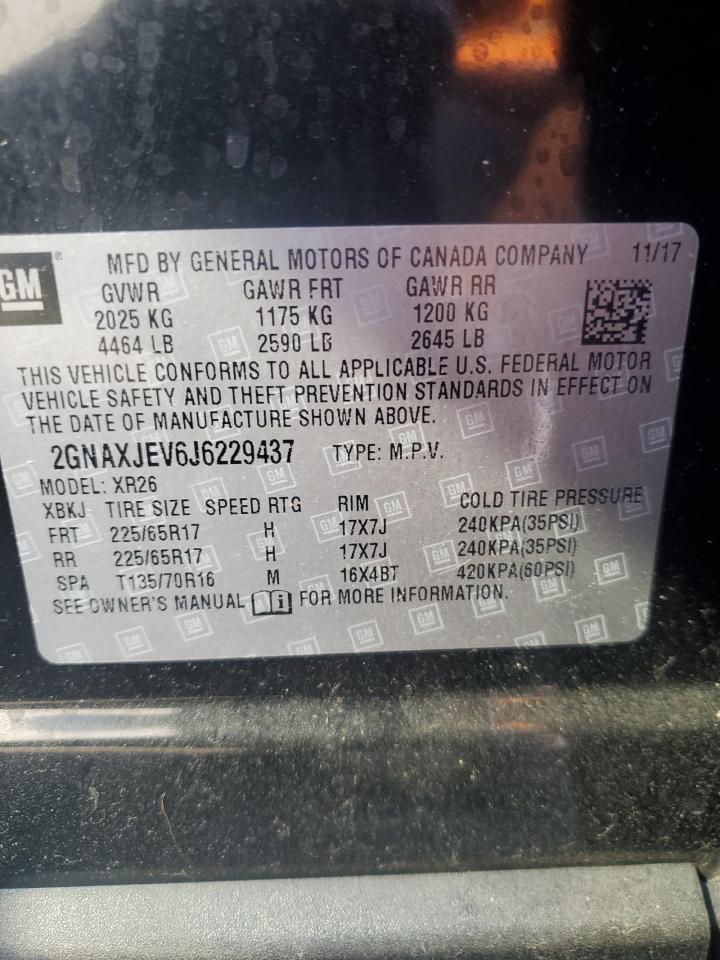 GM® MFD BY GENERAL MOTORS OF CANADA COMPANY 11/17
GVWR GAWR FRT GAWR RR
2025 KG 1175 KG 1200 KG
4464 LB 2590 LB 2645 LB
THIS VEHICLE CONFORMS TO ALL APPLICABLE U.S. FEDERAL MOTOR
VEHICLE SAFETY AND THEFT PREVENTION STANDARDS IN EFFECT ON
THE DATE OF MANUFACTURE SHOWN ABOVE.
2GNAXJEV6J6229437 TYPE: M.P.V.
MODEL: XR26
XBKJ TIRE SIZE SPEED RTG RIM COLD TIRE PRESSURE
FRT 225/65R17 H 17X7J 240KPA(35PSI)
RR 225/65R17 H 17X7J 240KPA(35PSI)
SPA T135/70R16 M 16X4BT 420KPA(60PSI)
SEE OWNER'S MANUAL FOR MORE INFORMATION.